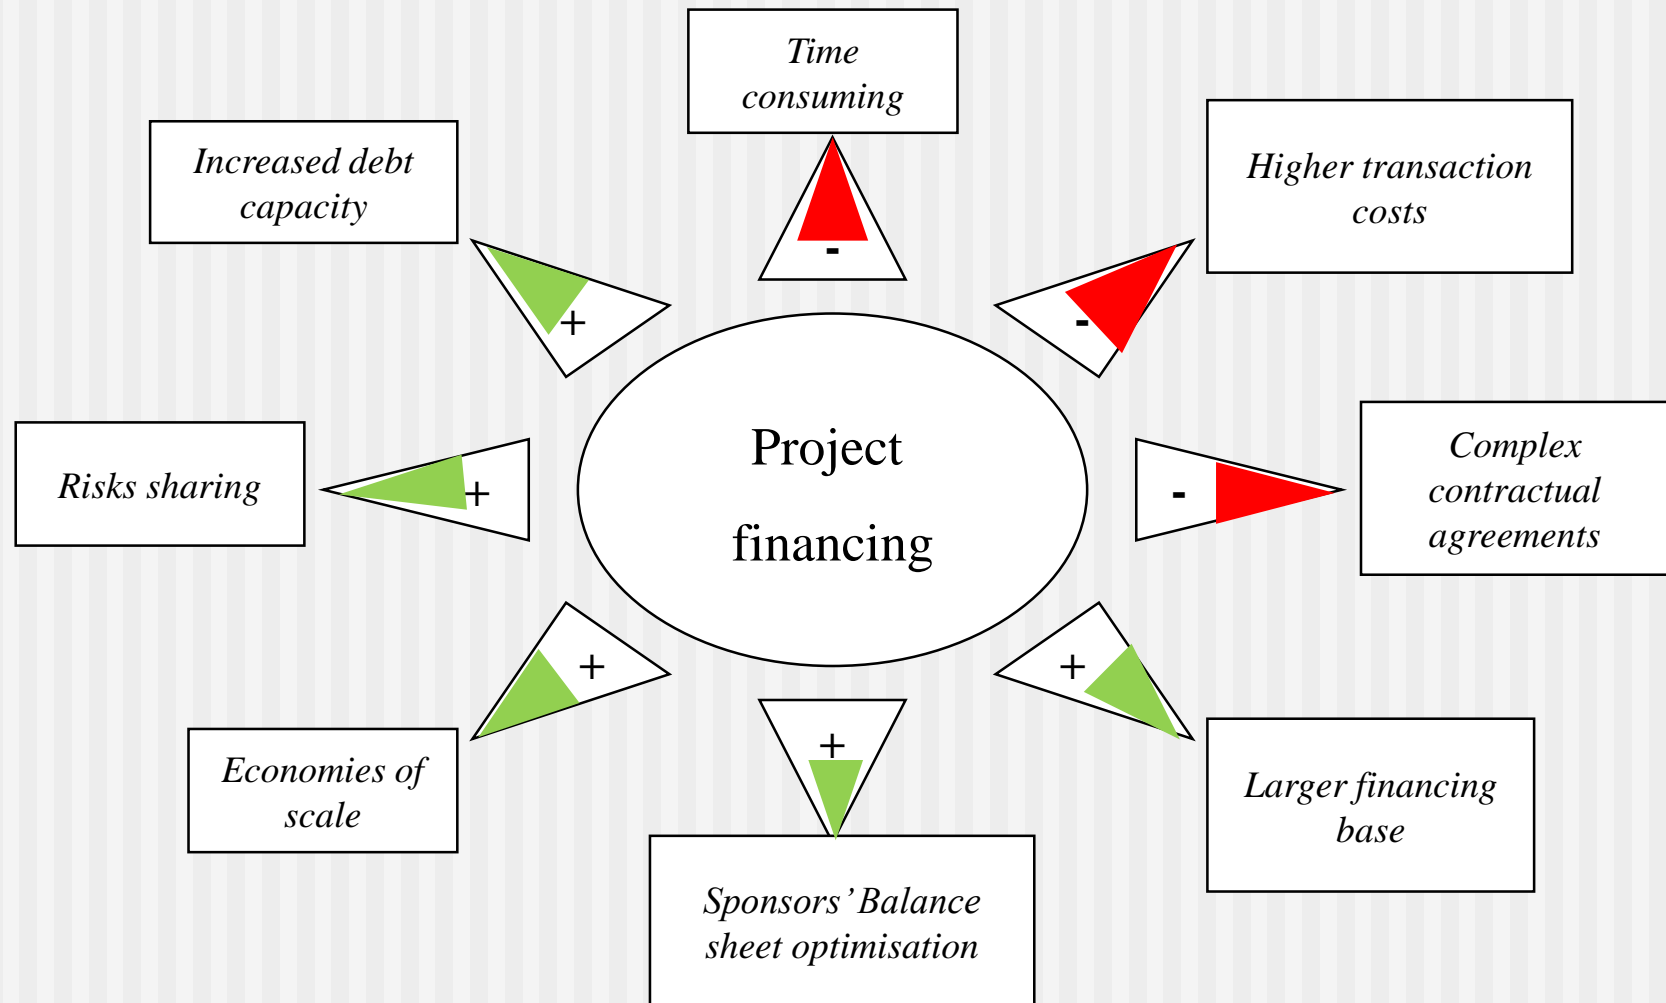 Time
consuming
Increased debt
capacity
Higher transaction
costs
-
+
-
Risks sharing
+
Project
financing
-
Complex
contractual
agreements
+
+
+
Economies of
scale
Larger financing
base
Sponsors’ Balance
sheet optimisation